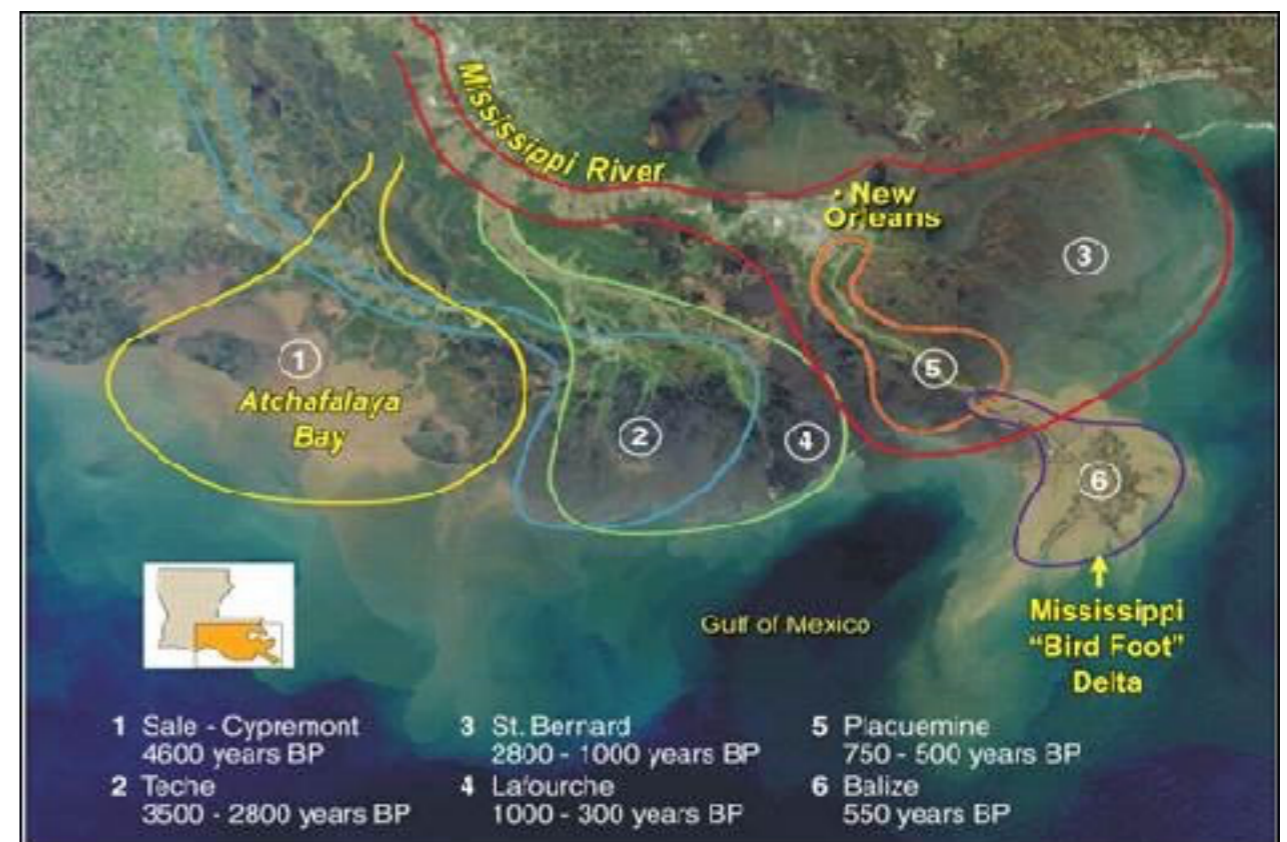 Mississippi River
New
Orleans
3
1
5
Atchafalaya
Bay
2
4
6
Gulf of Mexico
Mississippi
“Bird Foot”
Delta
1 Sale - Cypremont
4600 years BP
2 Teche
3500 - 2800 years BP
3 St. Bernard
2800 - 1000 years BP
4 Lafourche
1000 - 300 years BP
5 Placuemine
750 - 500 years BP
6 Balize
550 years BP